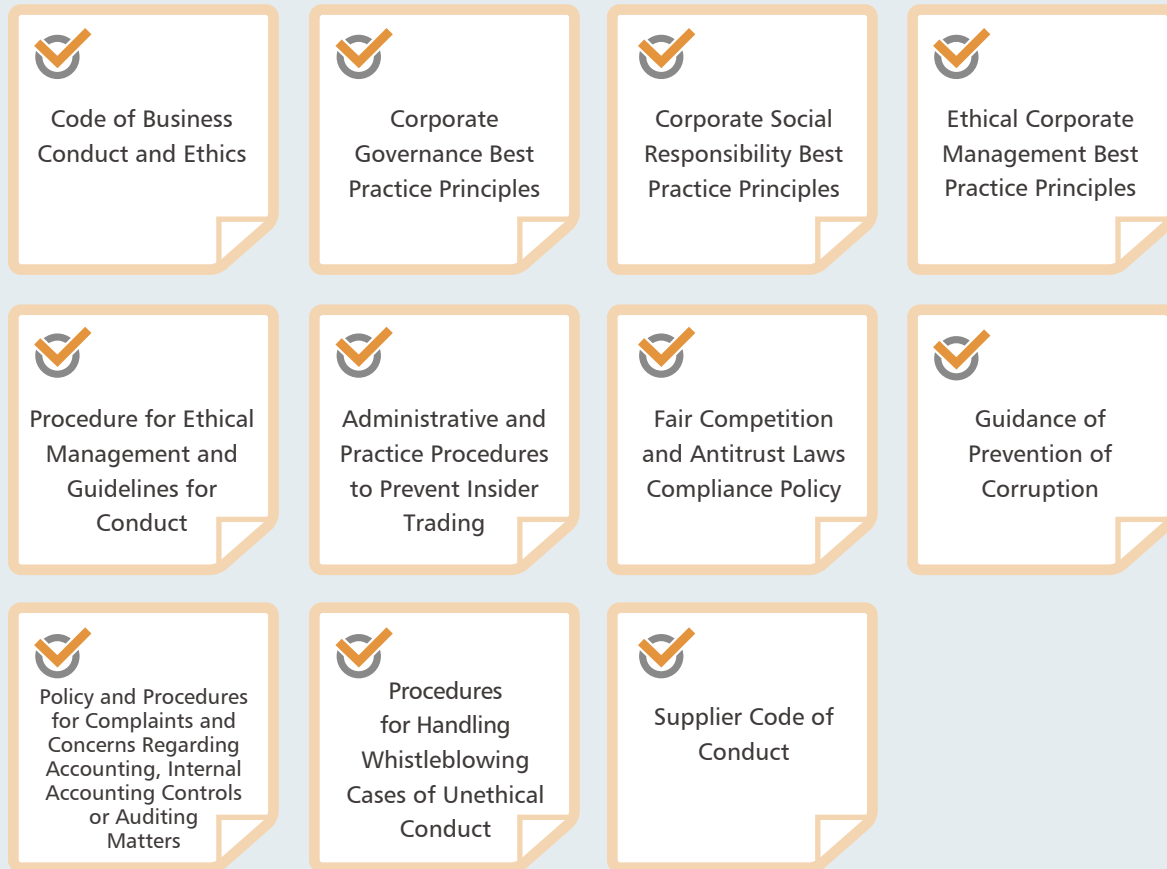 Code of Business
Conduct and Ethics
Corporate
Governance Best
Practice Principles
Corporate Social
Responsibility Best
Practice Principles
Ethical Corporate
Management Best
Practice Principles
Procedure for Ethical
Management and
Guidelines for
Conduct
Administrative and
Practice Procedures
to Prevent Insider
Trading
Fair Competition
and Antitrust Laws
Compliance Policy
Guidance of
Prevention of
Corruption
Policy and Procedures
for Complaints and
Concerns Regarding
Accounting, Internal
Accounting Controls
or Auditing
Matters
Procedures
for Handling
Whistleblowing
Cases of Unethical
Conduct
Supplier Code of
Conduct